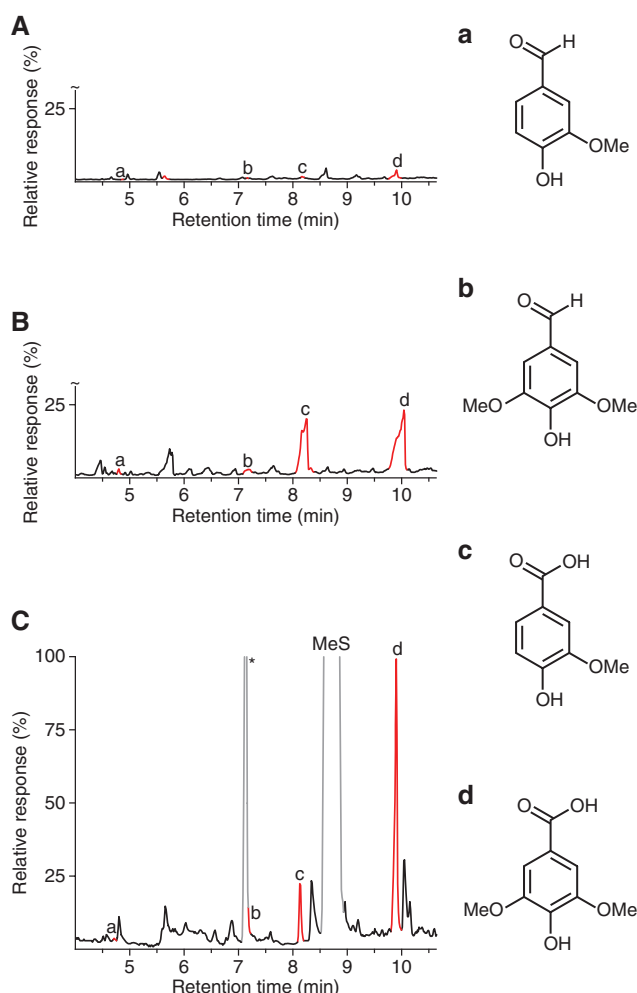 A
Relative response (%)
~
25
a
b
c
d
5
6
7
8
9
10
Retention time (min)
a
O
H
OMe
OH
B
Relative response (%)
~
25
a
b
c
d
5
6
7
8
9
10
Retention time (min)
b
O
H
MeO
OMe
OH
C
Relative response (%)
100
75
50
25
a
*
b
c
MeS
d
5
6
7
8
9
10
Retention time (min)
c
O
OH
OMe
OH
d
O
OH
MeO
OMe
OH